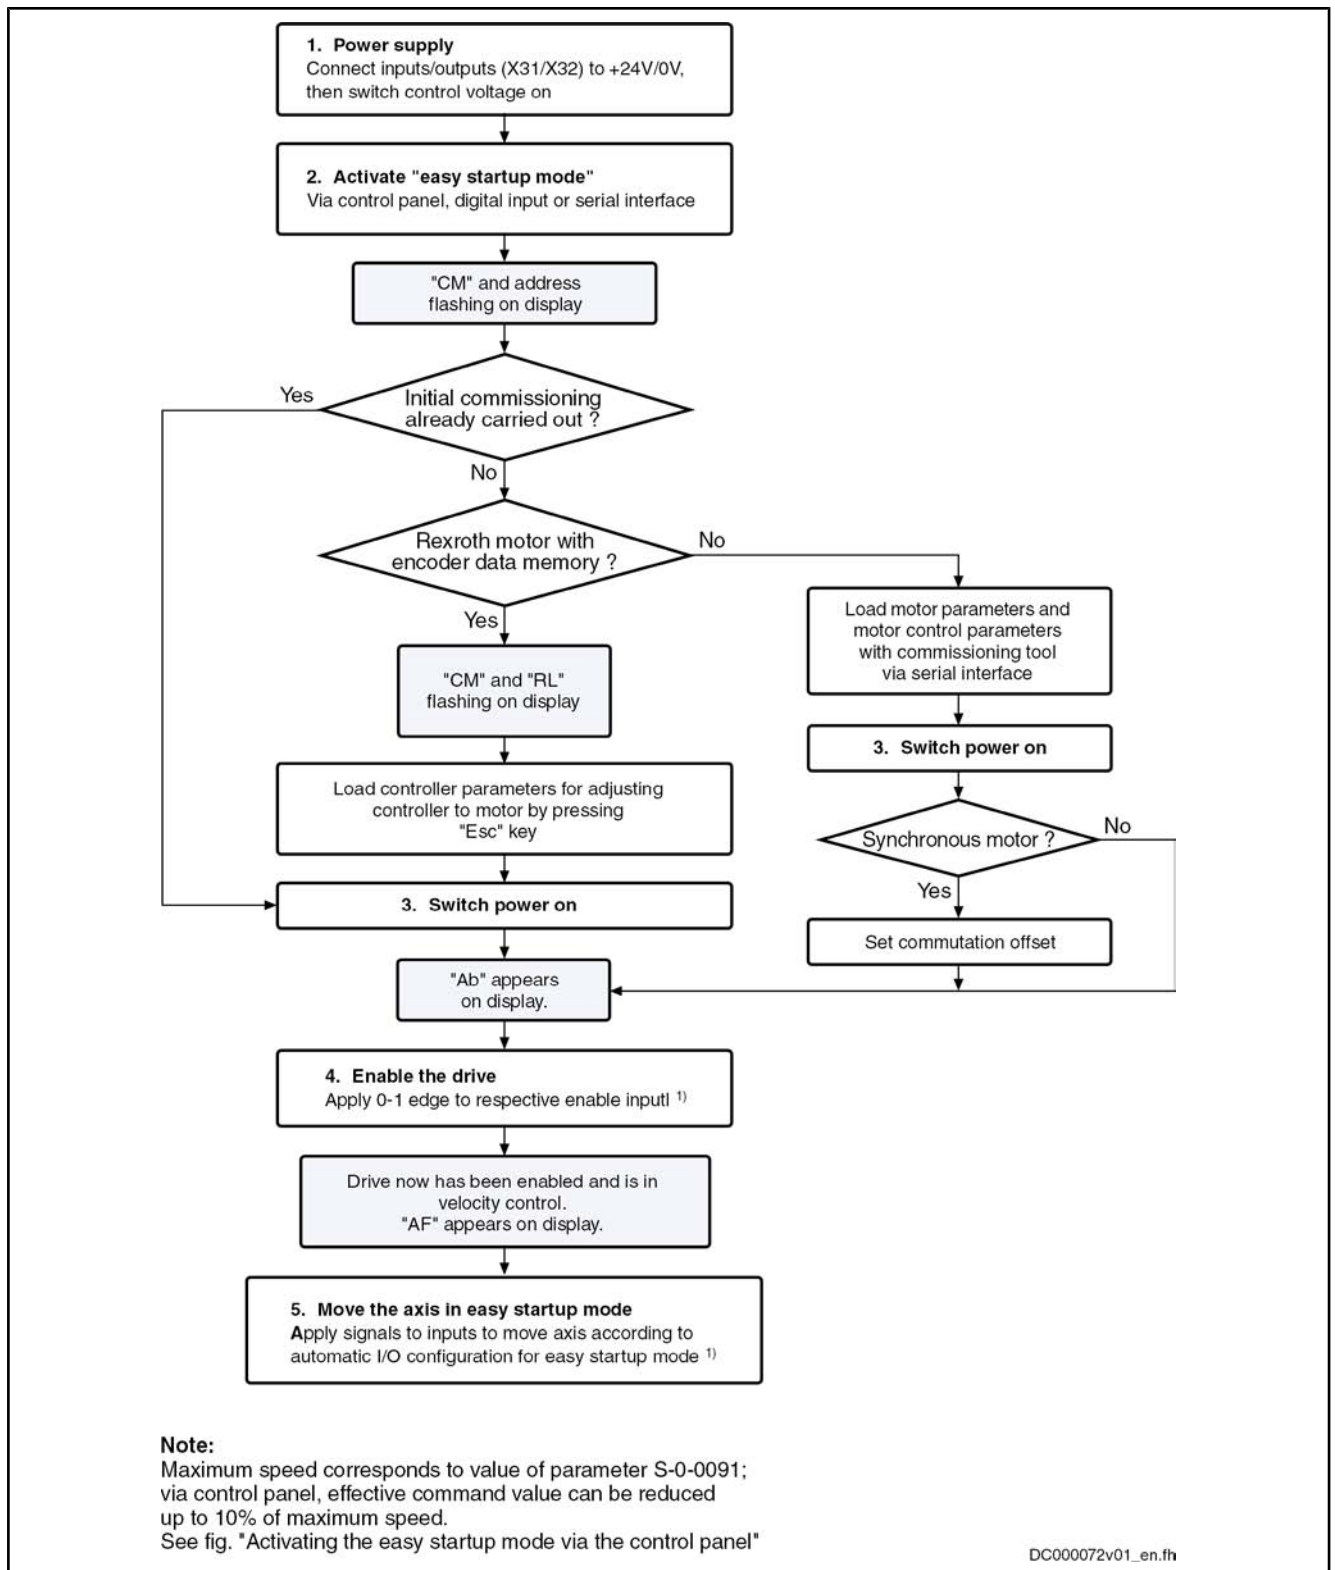 1. Power supply
Connect inputs/outputs (X31/X32) to +24V/0V,
then switch control voltage on
2. Activate "easy startup mode"
Via control panel, digital input or serial interface
"CM" and address
flashing on display
Yes
Initial commissioning
already carried out ?
No
Rexroth motor with
encoder data memory ?
No
Yes
Load motor parameters and
motor control parameters
with commissioning tool
via serial interface
"CM" and "RL"
flashing on display
3. Switch power on
Load controller parameters for adjusting
controller to motor by pressing
"Esc" key
Synchronous motor ?
No
Yes
3. Switch power on
Set commutation offset
"Ab" appears
on display.
4. Enable the drive
Apply 0-1 edge to respective enable inputl 1)
Drive now has been enabled and is in
velocity control.
"AF" appears on display.
5. Move the axis in easy startup mode
Apply signals to inputs to move axis according to
automatic I/O configuration for easy startup mode 1)
Note:
Maximum speed corresponds to value of parameter S-0-0091;
via control panel, effective command value can be reduced
up to 10% of maximum speed.
See fig. "Activating the easy startup mode via the control panel"
DC000072v01_en.fh